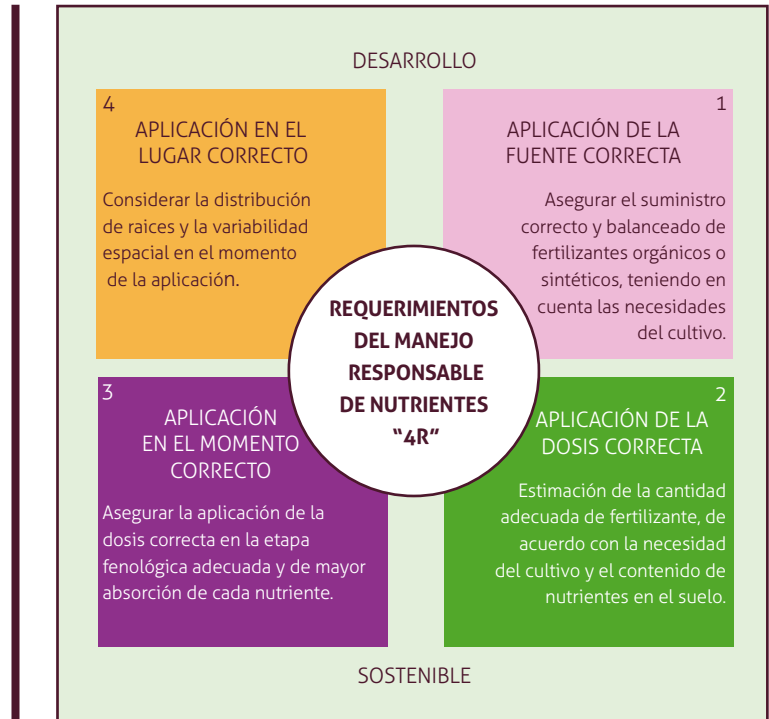 DESARROLLO
4
APLICACIÓN EN EL
LUGAR CORRECTO
Considerar la distribución
de raices y la variabilidad
espacial en el momento
de la aplicación.
1
APLICACIÓN DE LA
FUENTE CORRECTA
Asegurar el suministro
correcto y balanceado de
fertilizantes orgánicos o
sintéticos, teniendo en
cuenta las necesidades
del cultivo.
REQUERIMIENTOS
DEL MANEJO
RESPONSABLE
DE NUTRIENTES
“4R”
3
APLICACIÓN
EN EL MOMENTO
CORRECTO
Asegurar la aplicación de la
dosis correcta en la etapa
fenológica adecuada y de mayor
absorción de cada nutriente.
2
APLICACIÓN DE LA
DOSIS CORRECTA
Estimación de la cantidad
adecuada de fertilizante, de
acuerdo con la necesidad
del cultivo y el contenido de
nutrientes en el suelo.
SOSTENIBLE